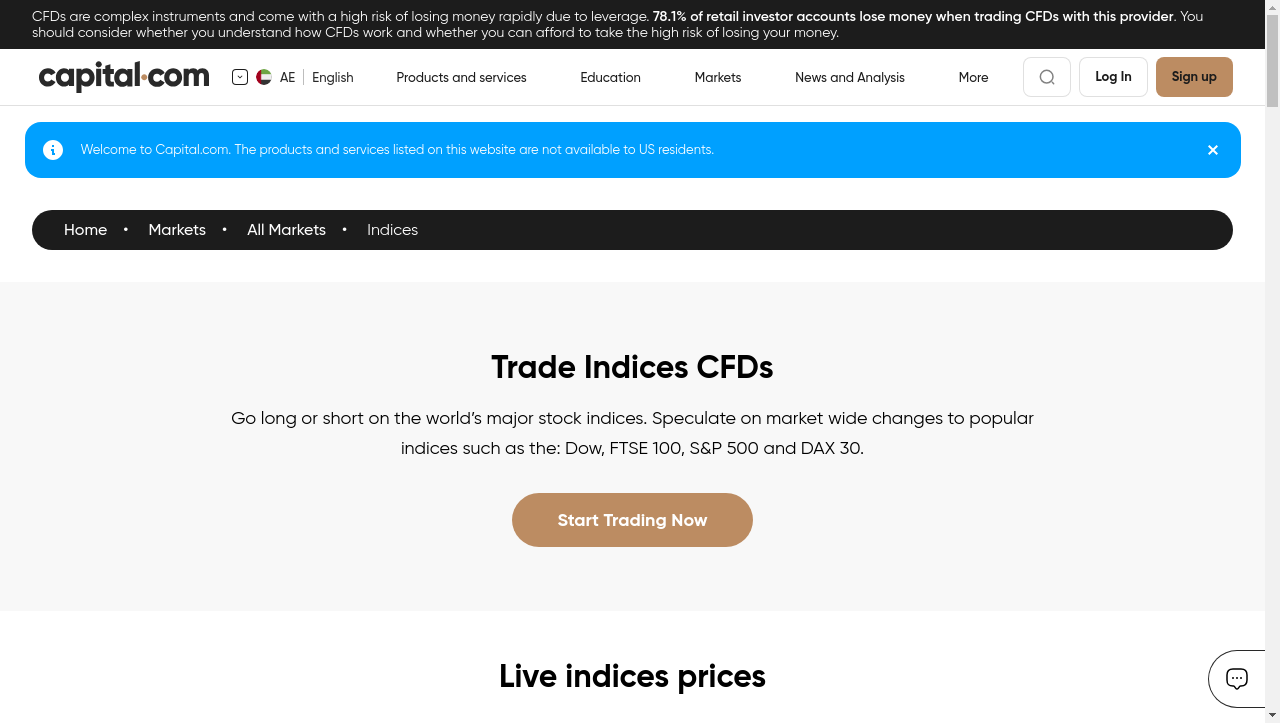 CFDs are complex instruments and come with a high risk of losing money rapidly due to leverage. 78.1% of retail investor accounts lose money when trading CFDs with this provider. You
should consider whether you understand how CFDs work and whether you can afford to take the high risk of losing your money.
capital.com AE English Products and services Education Markets News and Analysis More Log In Sign up
Welcome to Capital.com. The products and services listed on this website are not available to US residents.
Home • Markets • All Markets • Indices
Trade Indices CFDs
Go long or short on the world’s major stock indices. Speculate on market wide changes to popular
indices such as the: Dow, FTSE 100, S&P 500 and DAX 30.
Start Trading Now
Live indices prices